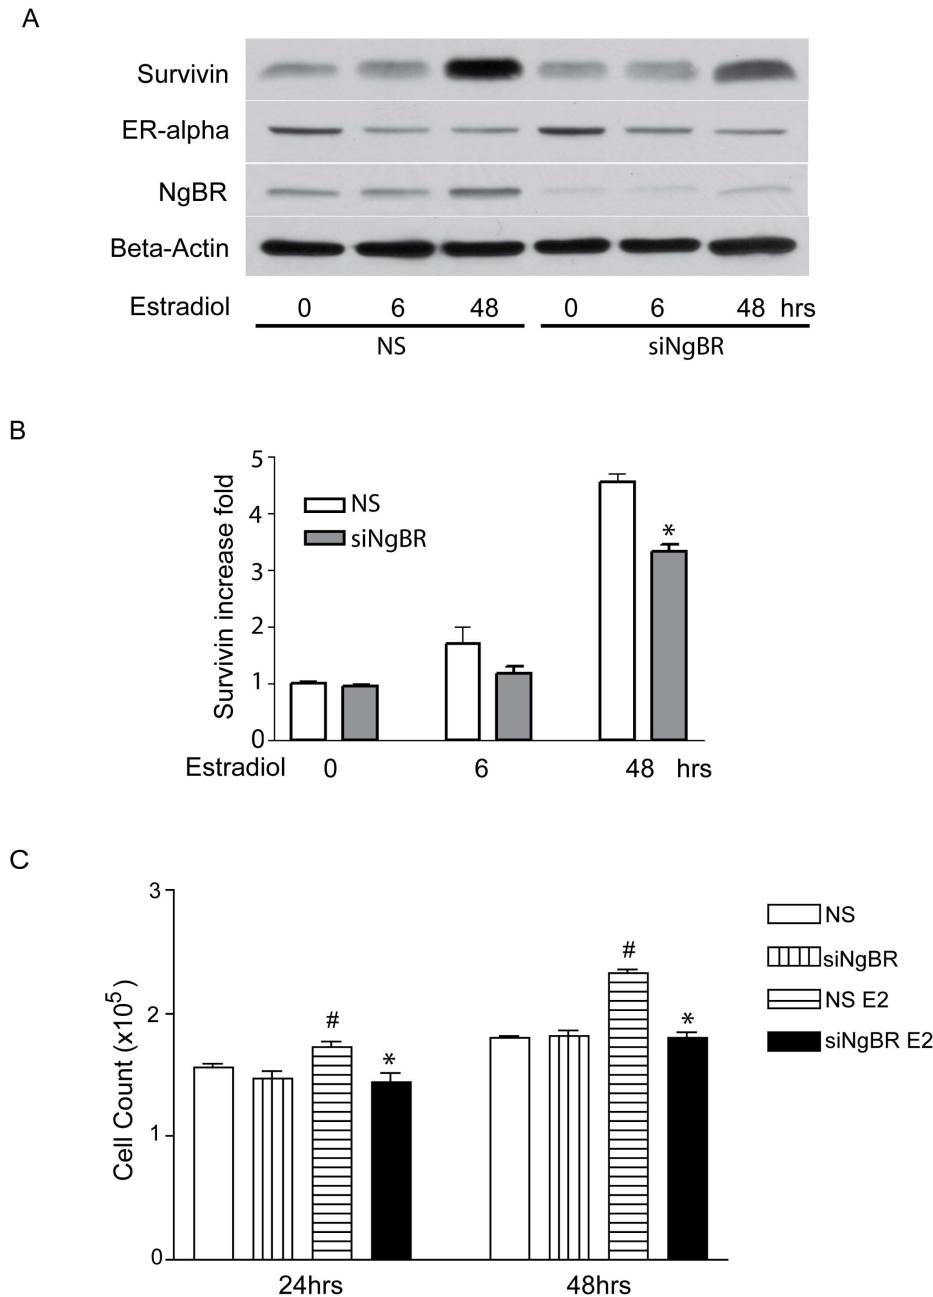 A
Survivin
ER-alpha
NgBR
Beta-Actin
Estradiol 0 6 48 0 6 48 hrs
NS siNgBR
B
Survivin increase fold
5
4
3
2
1
0
NS
siNgBR
*
Estradiol 0 6 48 hrs
C
Cell Count (x10⁵)
3
2
1
0
# * # *
NS
siNgBR
NS E2
siNgBR E2
24hrs 48hrs